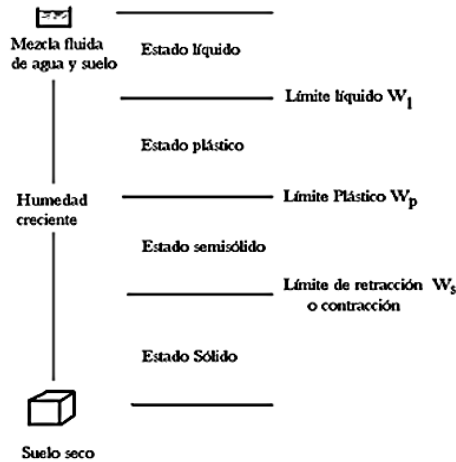 Mezcla fluida
de agua y suelo
Estado líquido
Límite líquido W₁
Estado plástico
Humedad
creciente
Límite Plástico Wₚ
Estado semisólido
Límite de retracción Wₛ
o contracción
Estado Sólido
Suelo seco